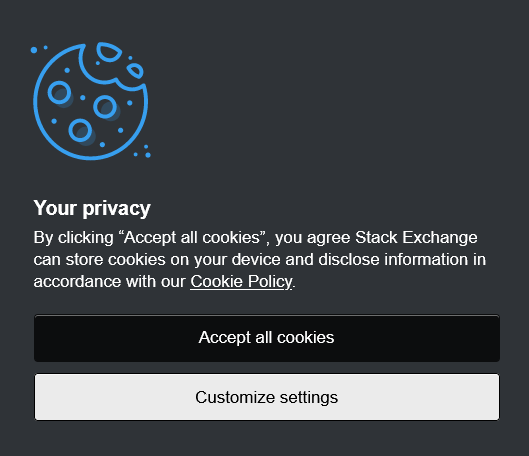 Your privacy
By clicking “Accept all cookies”, you agree Stack Exchange
can store cookies on your device and disclose information in
accordance with our Cookie Policy.
Accept all cookies
Customize settings